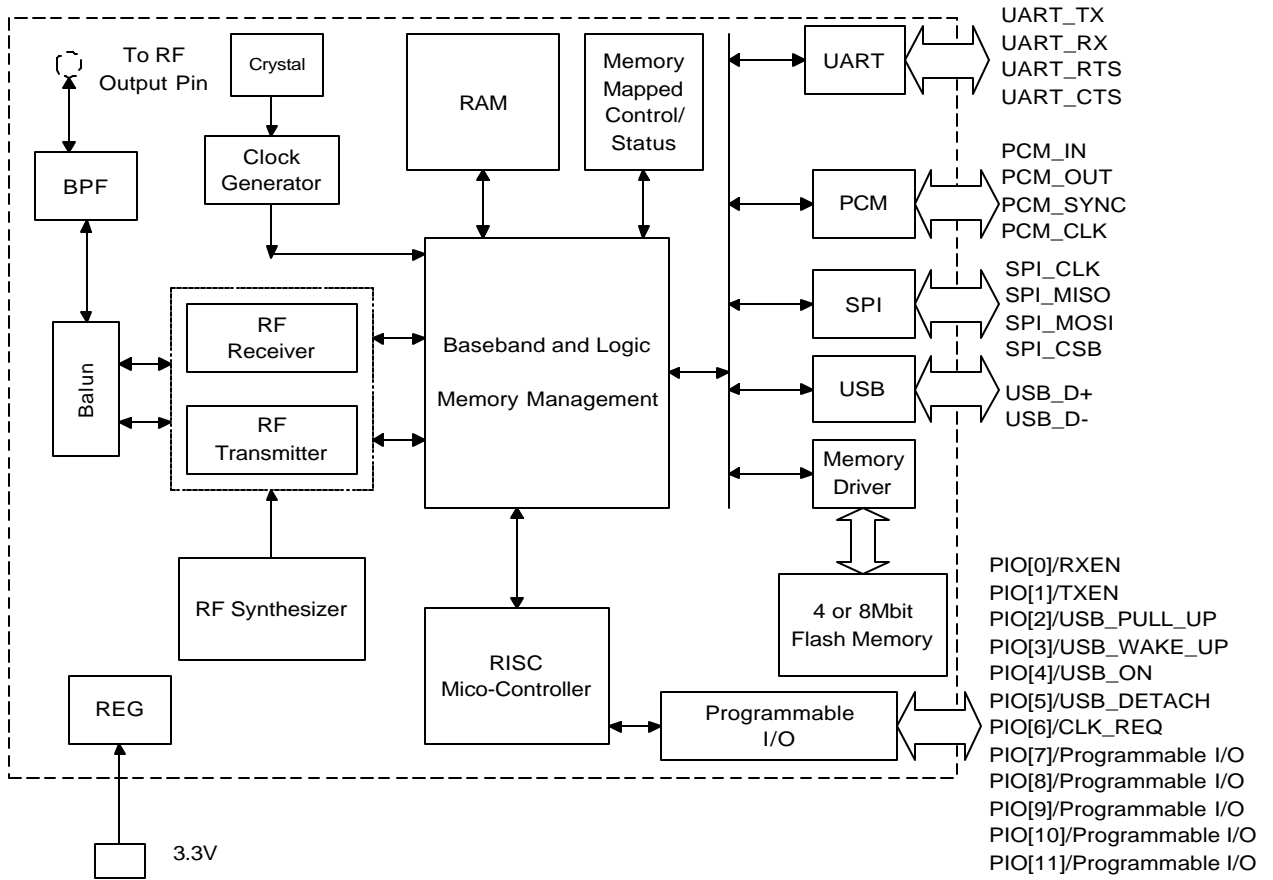 To RF
Output Pin
Crystal
RAM
Memory
Mapped
Control/
Status
UART
UART_TX
UART_RX
UART_RTS
UART_CTS
BPF
Clock
Generator
PCM
PCM_IN
PCM_OUT
PCM_SYNC
PCM_CLK
Balun
RF
Receiver
RF
Transmitter
Baseband and Logic
Memory Management
SPI
SPI_CLK
SPI_MISO
SPI_MOSI
SPI_CSB
USB
USB_D+
USB_D-
Memory
Driver
RF Synthesizer
4 or 8Mbit
Flash Memory
RISC
Mico-Controller
Programmable
I/O
PIO[0]/RXEN
PIO[1]/TXEN
PIO[2]/USB_PULL_UP
PIO[3]/USB_WAKE_UP
PIO[4]/USB_ON
PIO[5]/USB_DETACH
PIO[6]/CLK_REQ
PIO[7]/Programmable I/O
PIO[8]/Programmable I/O
PIO[9]/Programmable I/O
PIO[10]/Programmable I/O
PIO[11]/Programmable I/O
REG
3.3V